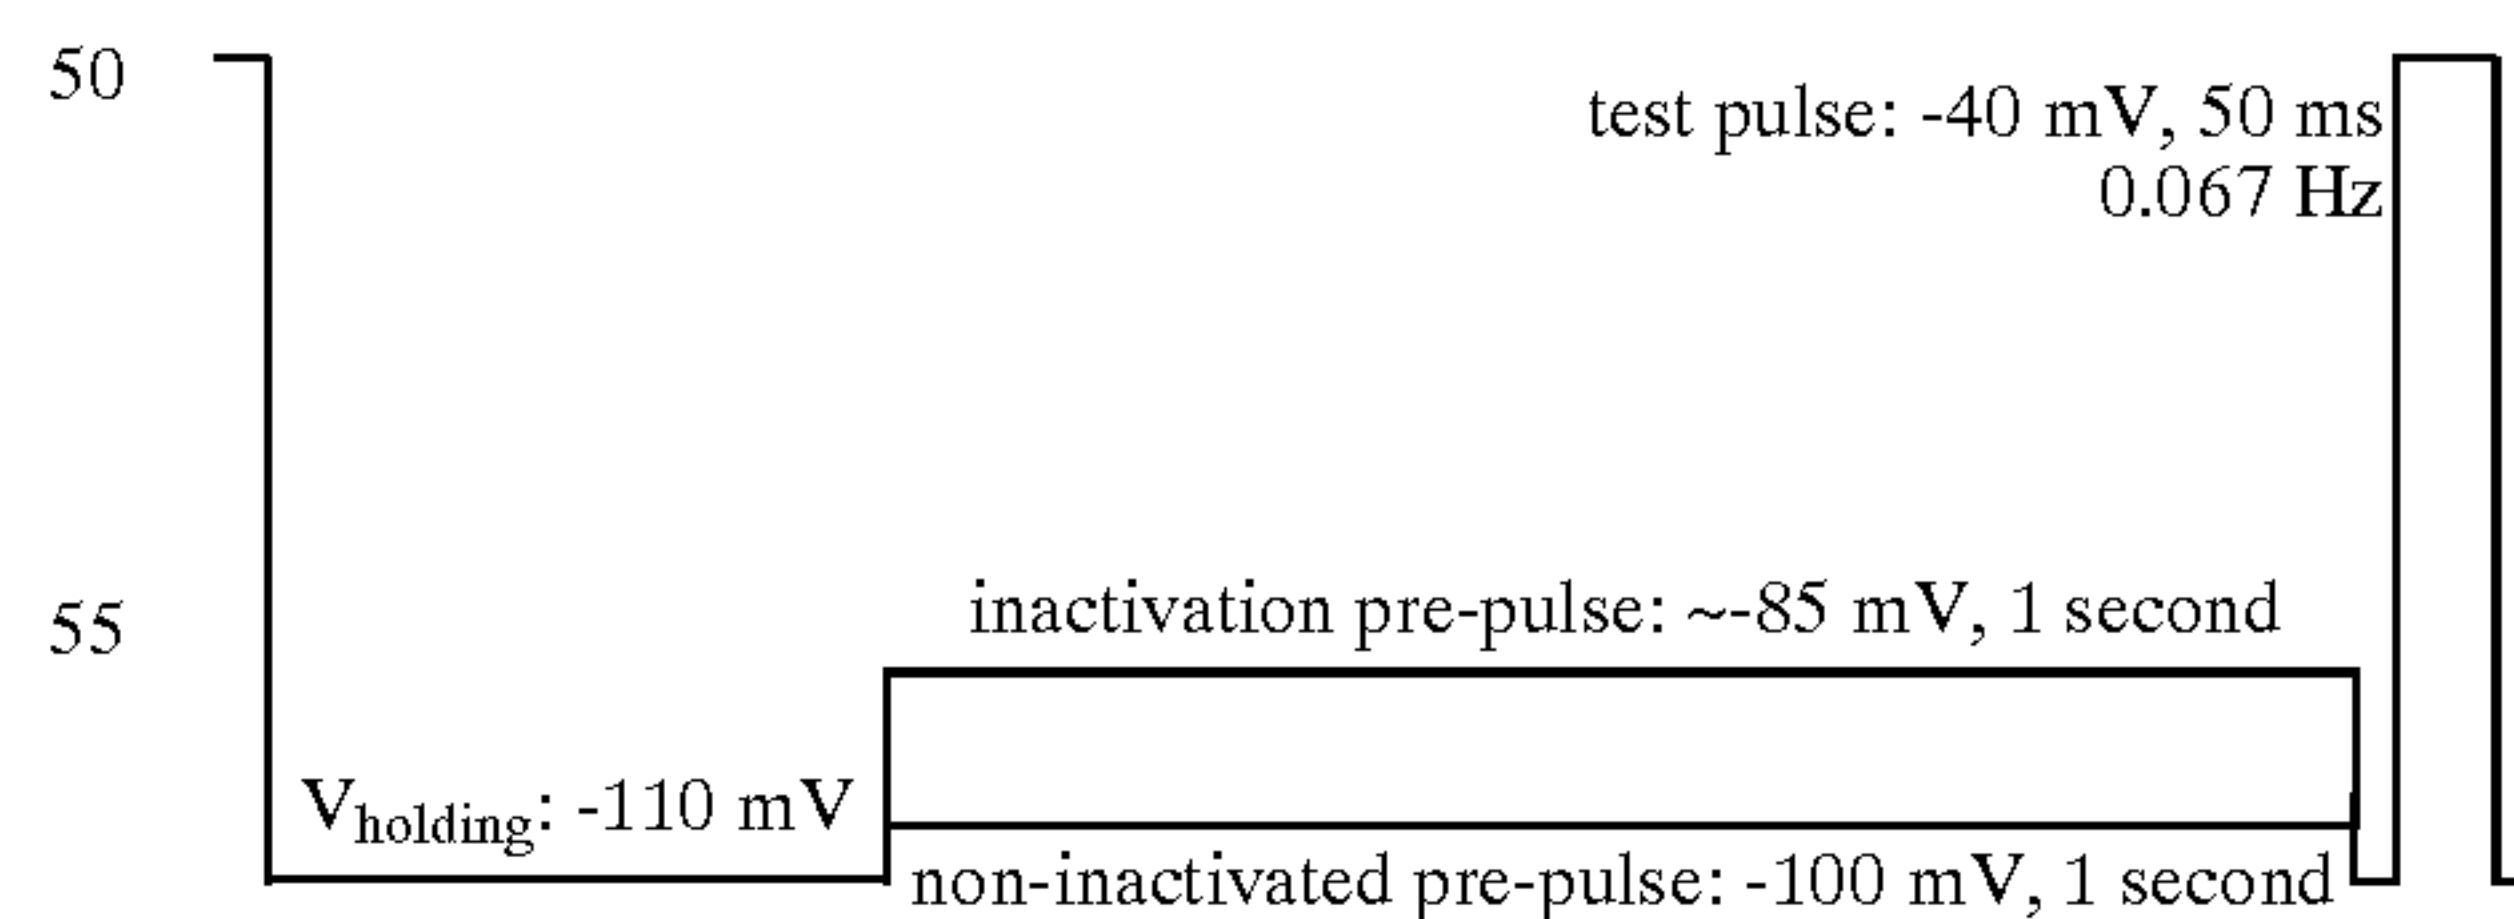 50
test pulse: -40 mV, 50 ms
0.067 Hz
55
inactivation pre-pulse: ~-85 mV, 1 second
Vholding: -110 mV
non-inactivated pre-pulse: -100 mV, 1 second